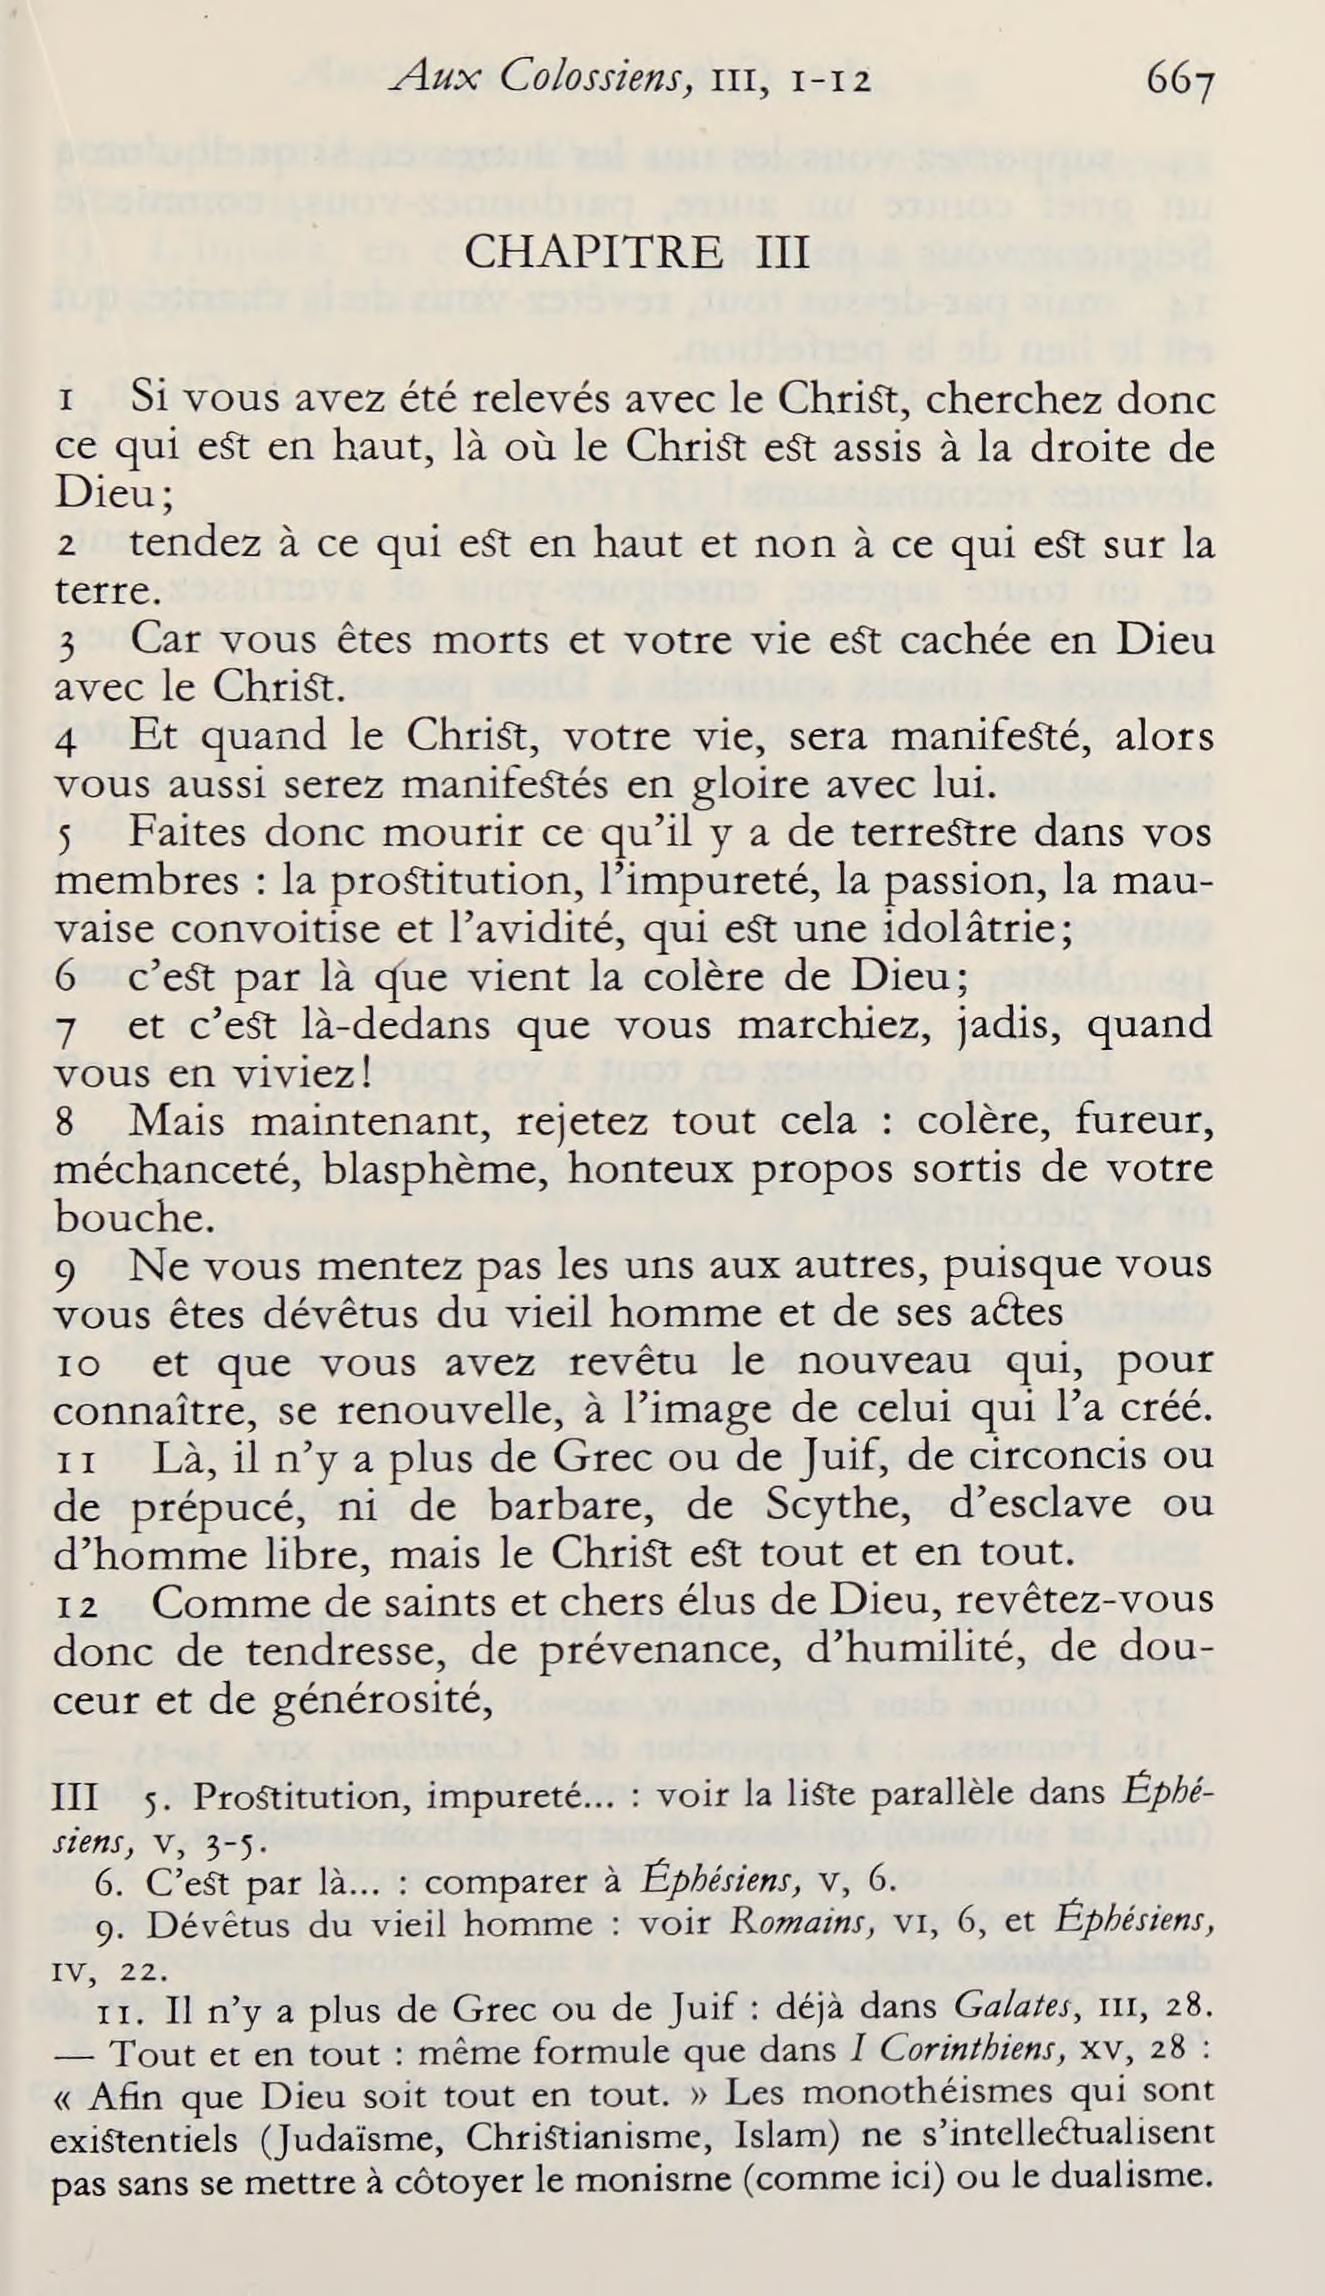 Aux Colossiens, III, 1-12 667
CHAPITRE III
1 Si vous avez été relevés avec le Christ, cherchez donc
ce qui est en haut, là où le Christ est assis à la droite de
Dieu;
2 tendez à ce qui est en haut et non à ce qui est sur la
terre.
3 Car vous êtes morts et votre vie est cachée en Dieu
avec le Christ.
4 Et quand le Christ, votre vie, sera manifesté, alors
vous aussi serez manifestés en gloire avec lui.
5 Faites donc mourir ce qu'il y a de terrestre dans vos
membres : la prostitution, l'impureté, la passion, la mau-
vaise convoitise et l'avidité, qui est une idolâtrie;
6 c'est par là que vient la colère de Dieu;
7 et c'est là-dedans que vous marchiez, jadis, quand
vous en viviez!
8 Mais maintenant, rejetez tout cela : colère, fureur,
méchanceté, blasphème, honteux propos sortis de votre
bouche.
9 Ne vous mentez pas les uns aux autres, puisque vous
vous êtes dévêtus du vieil homme et de ses actes
10 et que vous avez revêtu le nouveau qui, pour
connaître, se renouvelle, à l'image de celui qui l'a créé.
11 Là, il n'y a plus de Grec ou de Juif, de circoncis ou
de prépucé, ni de barbare, de Scythe, d'esclave ou
d'homme libre, mais le Christ est tout et en tout.
12 Comme de saints et chers élus de Dieu, revêtez-vous
donc de tendresse, de prévenance, d'humilité, de dou-
ceur et de générosité,
III 5. Prostitution, impureté... : voir la liste parallèle dans Éphé-
siens, V, 3-5.
6. C'est par là... : comparer à Éphésiens, V, 6.
9. Dévêtus du vieil homme : voir Romains, VI, 6, et Éphésiens,
IV, 22.
11. Il n'y a plus de Grec ou de Juif : déjà dans Galates, III, 28.
— Tout et en tout : même formule que dans I Corinthiens, XV, 28 :
« Afin que Dieu soit tout en tout. » Les monothéismes qui sont
existentiels (Judaïsme, Christianisme, Islam) ne s'intellectualisent
pas sans se mettre à côtoyer le monisme (comme ici) ou le dualisme.